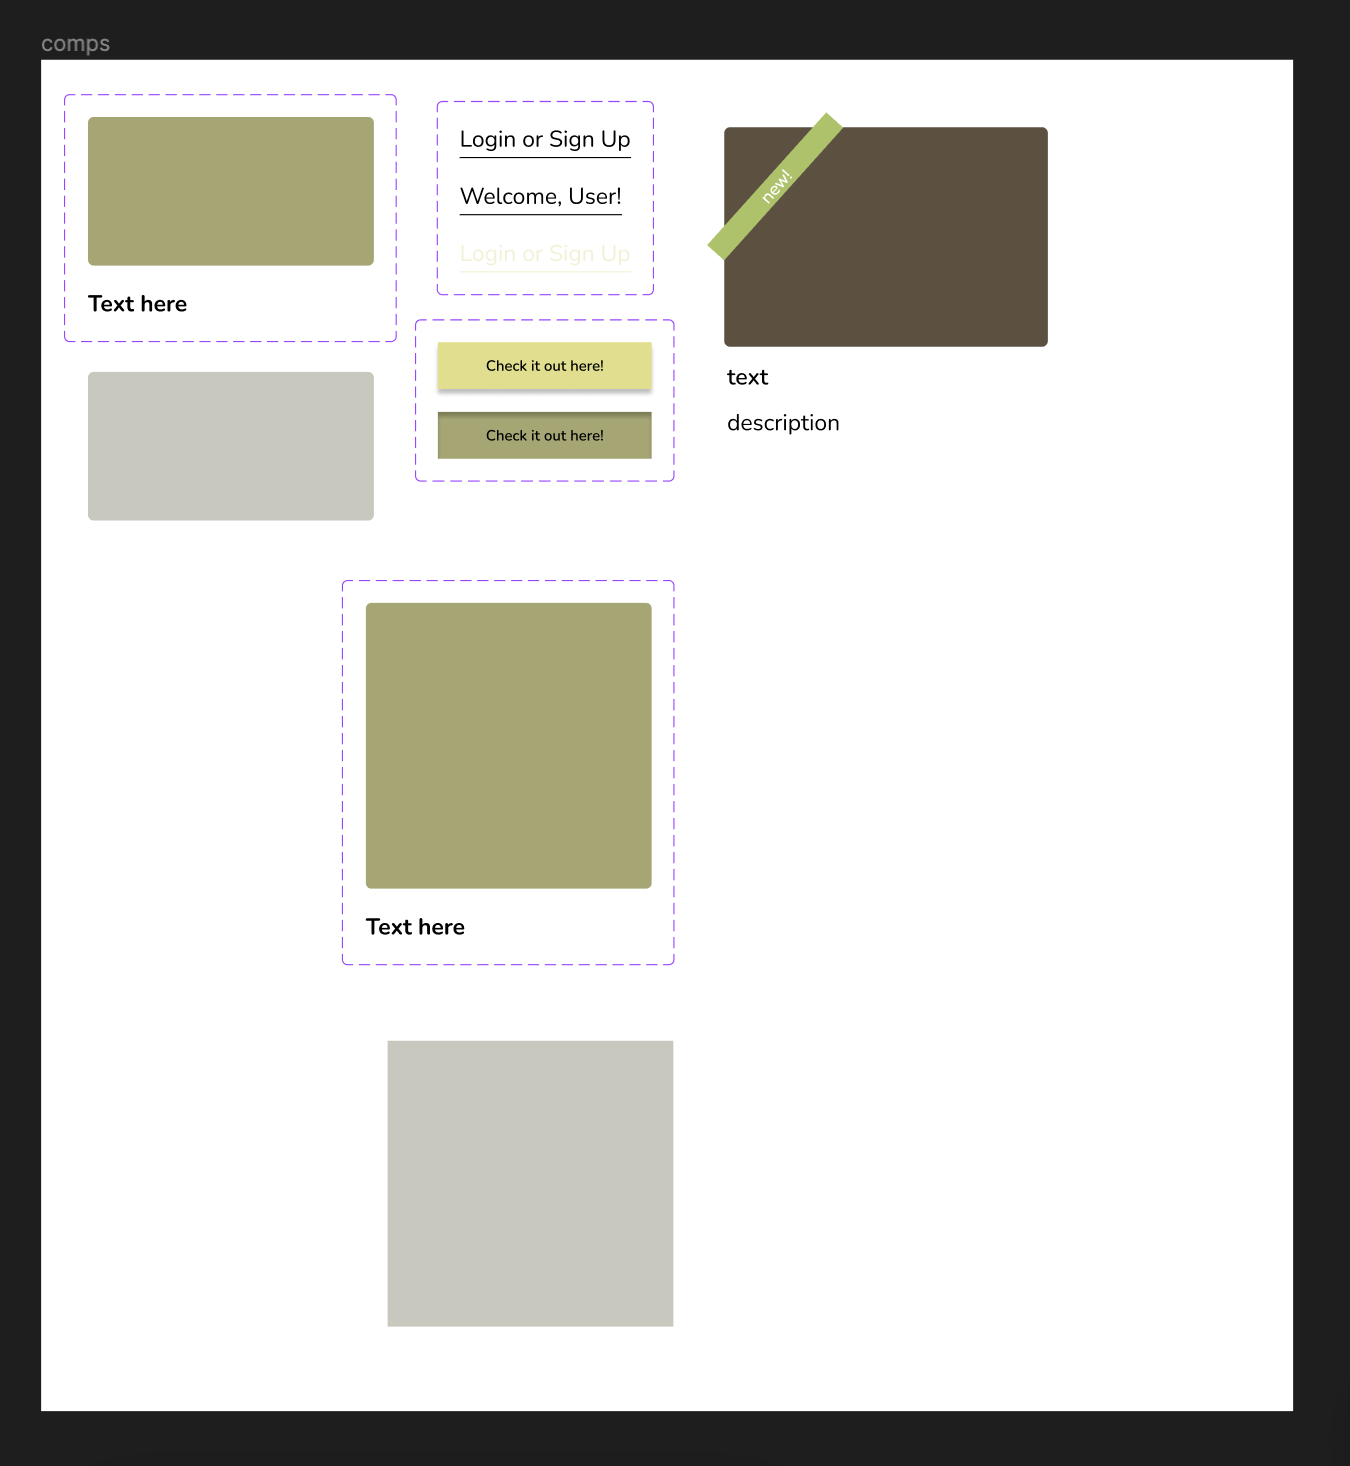 comps
Text here
Login or Sign Up
Welcome, User!
Login or Sign Up
Check it out here!
Check it out here!
new!
text
description
Text here